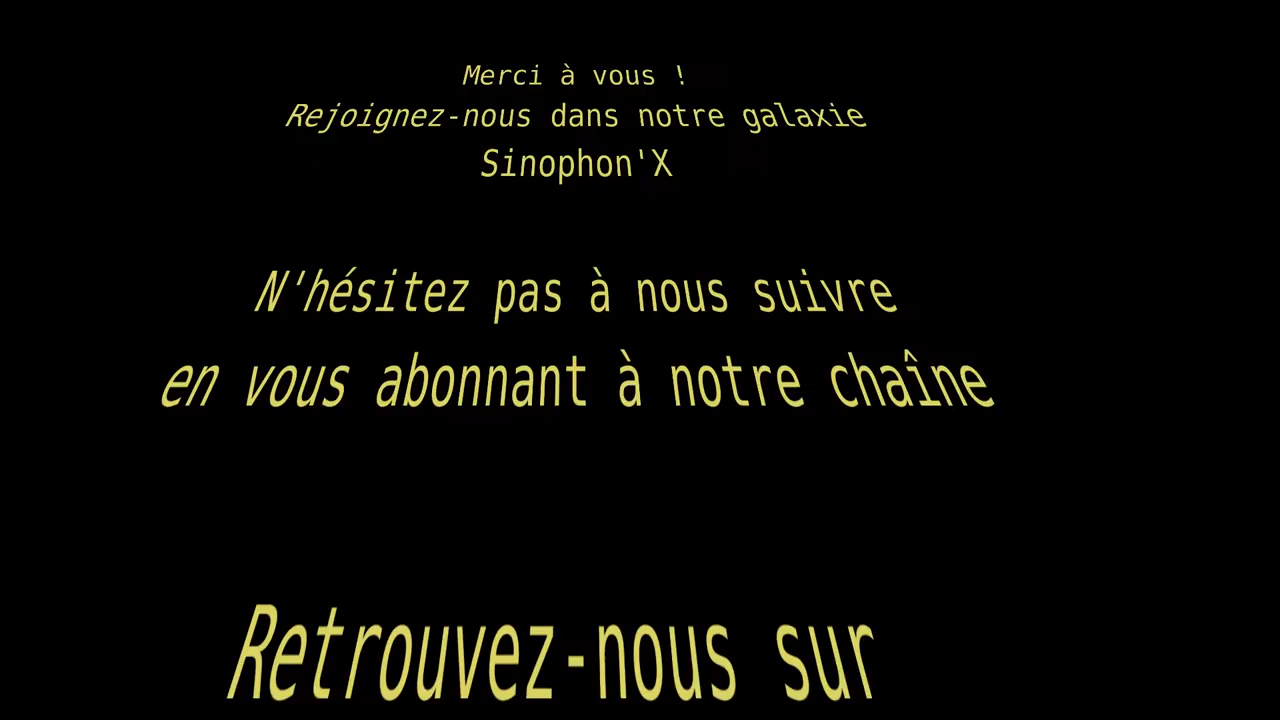 Merci à vous !
Rejoignez-nous dans notre galaxie
Sinophon'X
N'hésitez pas à nous suivre
en vous abonnant à notre chaîne
Retrouvez-nous sur